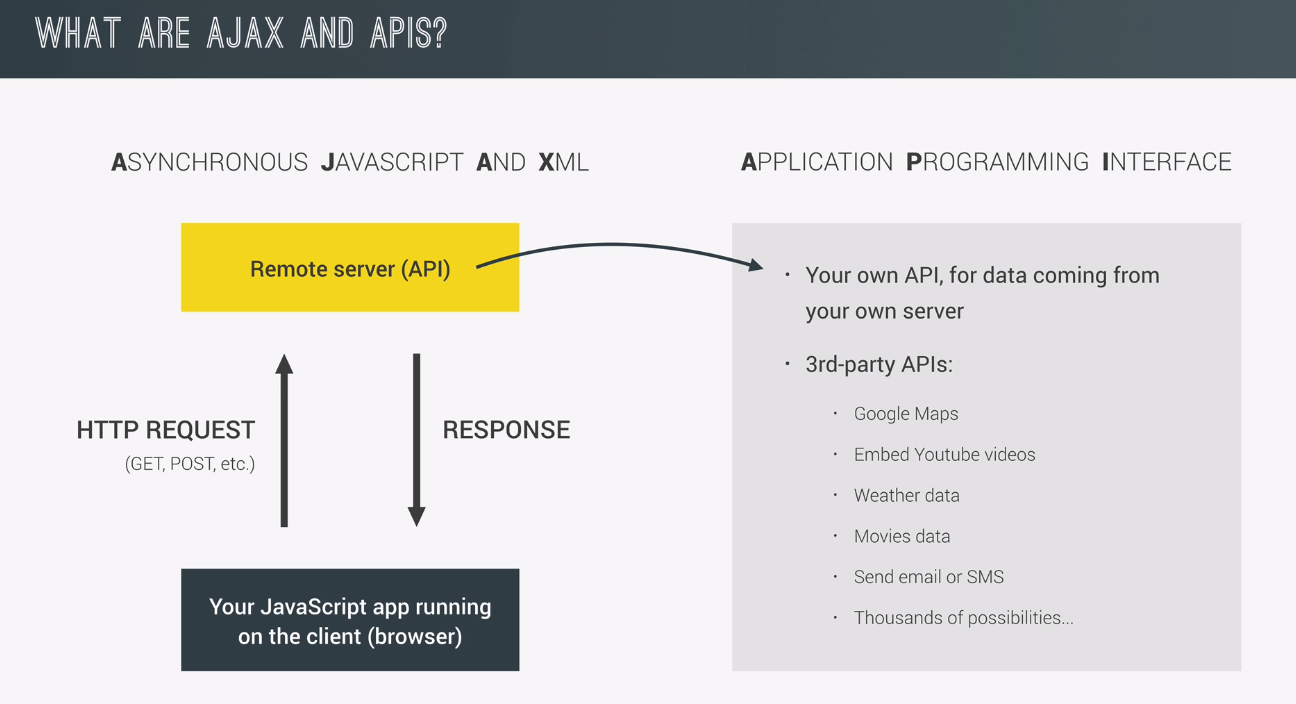 WHAT ARE AJAX AND APIS?
ASYNCHRONOUS JAVASCRIPT AND XML
Remote server (API)
HTTP REQUEST
(GET, POST, etc.)
RESPONSE
Your JavaScript app running
on the client (browser)
APPLICATION PROGRAMMING INTERFACE
· Your own API, for data coming from
your own server
· 3rd-party APIs:
· Google Maps
· Embed Youtube videos
· Weather data
· Movies data
· Send email or SMS
· Thousands of possibilities...